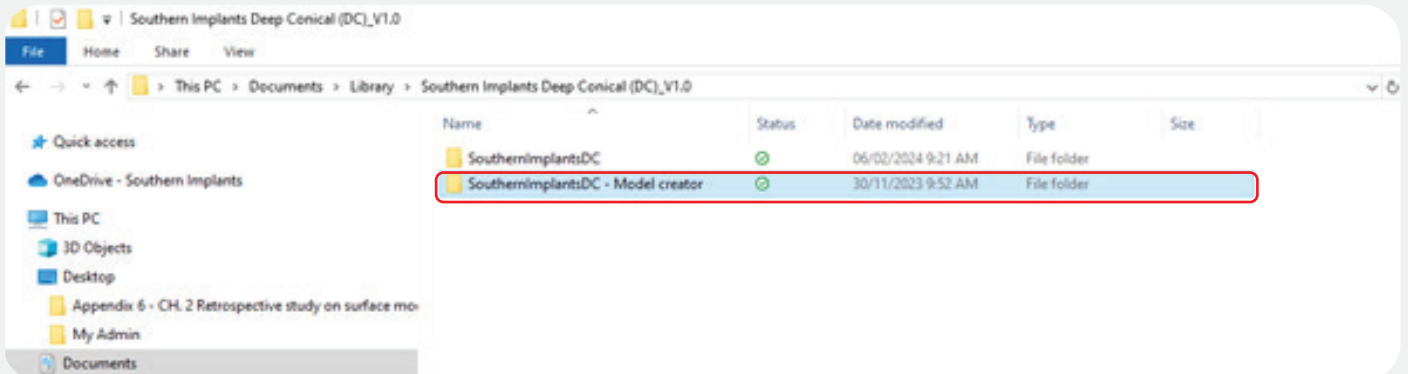 Southern Implants Deep Conical (DC)_V1.0
File Home Share View
This PC > Documents > Library > Southern Implants Deep Conical (DC)_V1.0
Name Status Date modified Type Size
Quick access
SouthernImplantsDC 06/02/2024 9:21 AM File folder
OneDrive - Southern Implants
SouthernImplantsDC - Model creator 30/11/2023 9:52 AM File folder
This PC
3D Objects
Desktop
Appendix 6 - CH. 2 Retrospective study on surface mo
My Admin
Documents